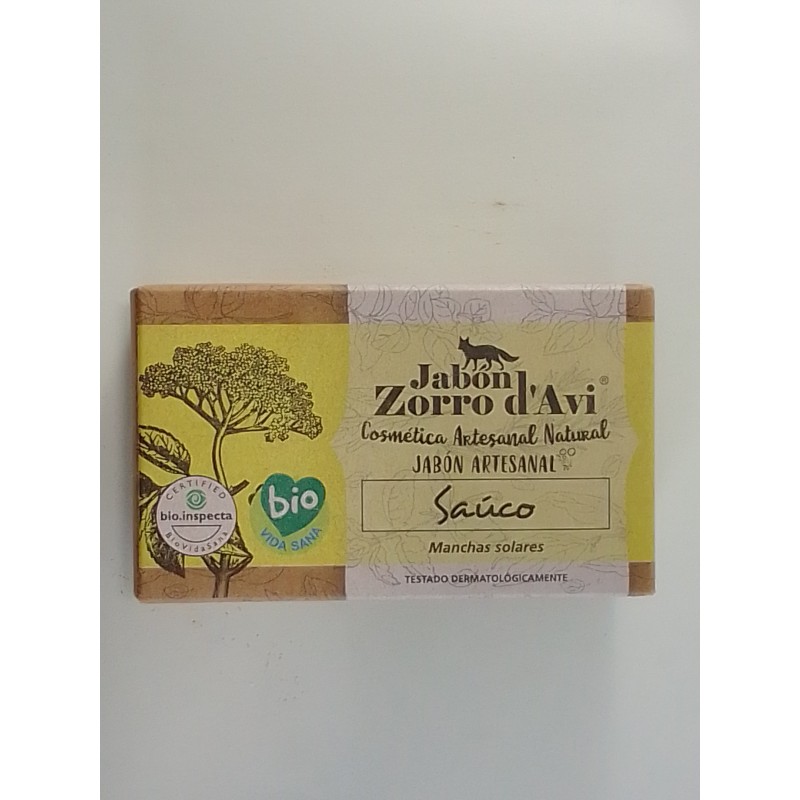 Jabón
Zorro d'Avi®
Cosmética Artesanal Natural
JABÓN ARTESANAL
Saúco
Manchas solares
TESTADO DERMATOLÓGICAMENTE
CERTIFIED
bio.inspecta
BioVidaSana
bio
VIDA SANA